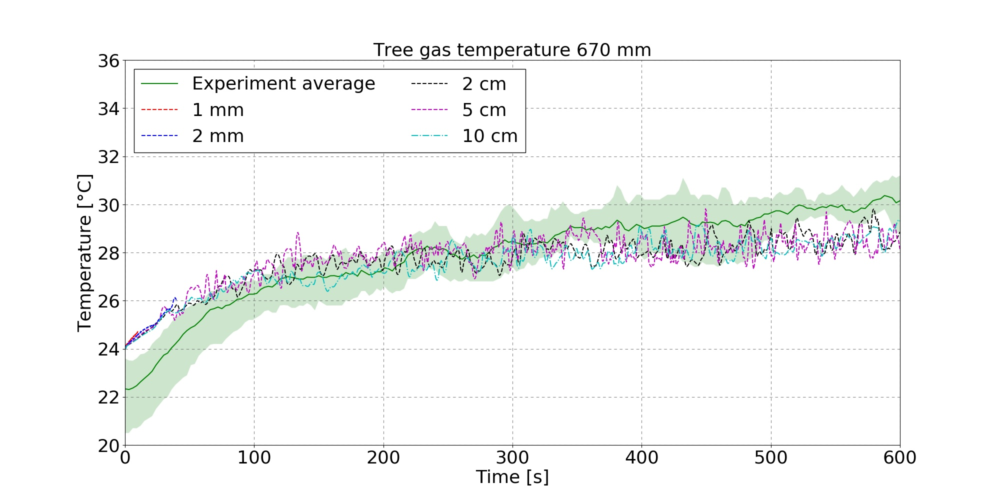 Tree gas temperature 670 mm
36
34
32
30
28
26
24
22
20
Temperature [°C]
Experiment average
1 mm
2 mm
2 cm
5 cm
10 cm
0 100 200 300 400 500 600
Time [s]